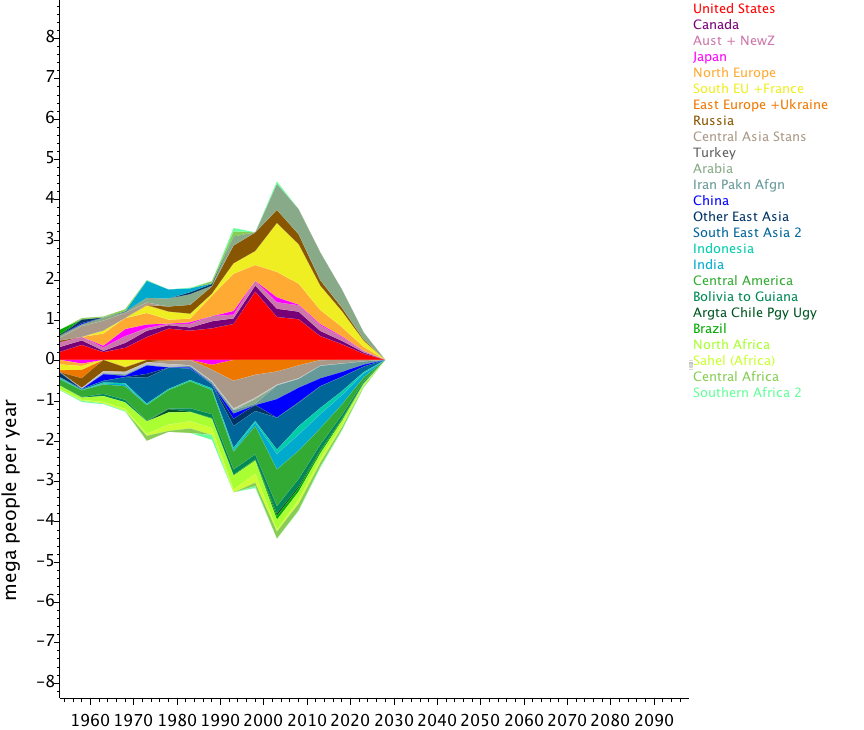 8
7
6
5
4
3
2
1
0
−1
−2
−3
−4
−5
−6
−7
−8
mega people per year
1960 1970 1980 1990 2000 2010 2020 2030 2040 2050 2060 2070 2080 2090
United States
Canada
Aust + NewZ
Japan
North Europe
South EU +France
East Europe +Ukraine
Russia
Central Asia Stans
Turkey
Arabia
Iran Pakn Afgn
China
Other East Asia
South East Asia 2
Indonesia
India
Central America
Bolivia to Guiana
Argta Chile Pgy Ugy
Brazil
North Africa
Sahel (Africa)
Central Africa
Southern Africa 2